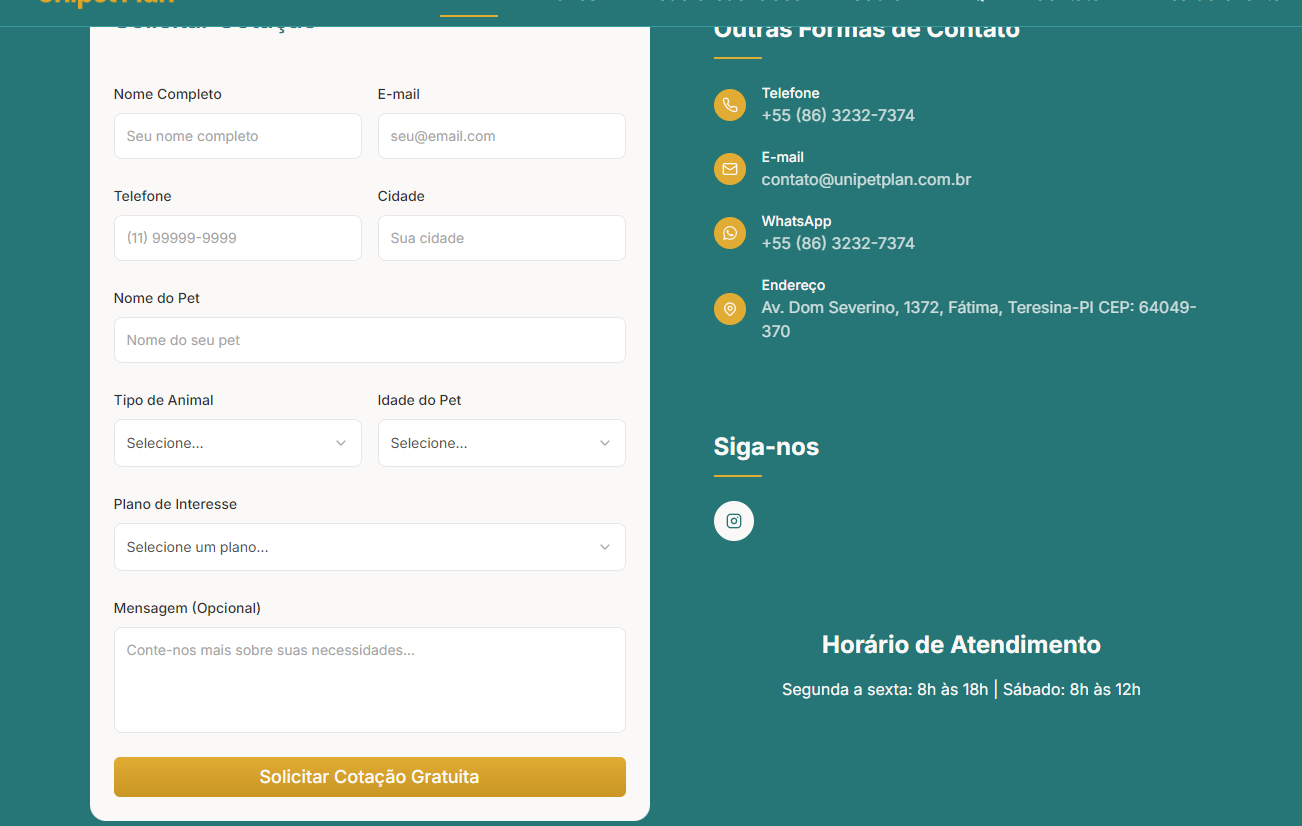 Unipet Plan
Solicitar Cotação
Nome Completo
E-mail
Seu nome completo
seu@email.com
Telefone
Cidade
(11) 99999-9999
Sua cidade
Nome do Pet
Nome do seu pet
Tipo de Animal
Idade do Pet
Selecione...
Selecione...
Plano de Interesse
Selecione um plano...
Mensagem (Opcional)
Conte-nos mais sobre suas necessidades...
Solicitar Cotação Gratuita
Outras Formas de Contato
Telefone
+55 (86) 3232-7374
E-mail
contato@unipetplan.com.br
WhatsApp
+55 (86) 3232-7374
Endereço
Av. Dom Severino, 1372, Fátima, Teresina-PI CEP: 64049-
370
Siga-nos
Horário de Atendimento
Segunda a sexta: 8h às 18h | Sábado: 8h às 12h